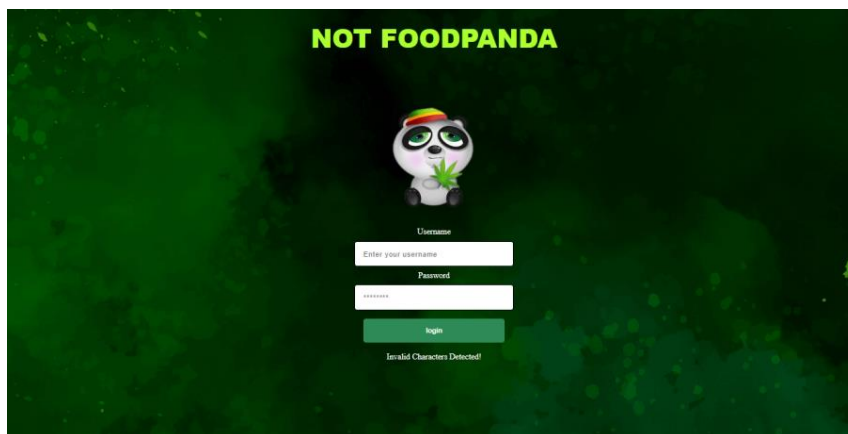 NOT FOODPANDA
Username
Enter your username
Password
********
login
Invalid Characters Detected!